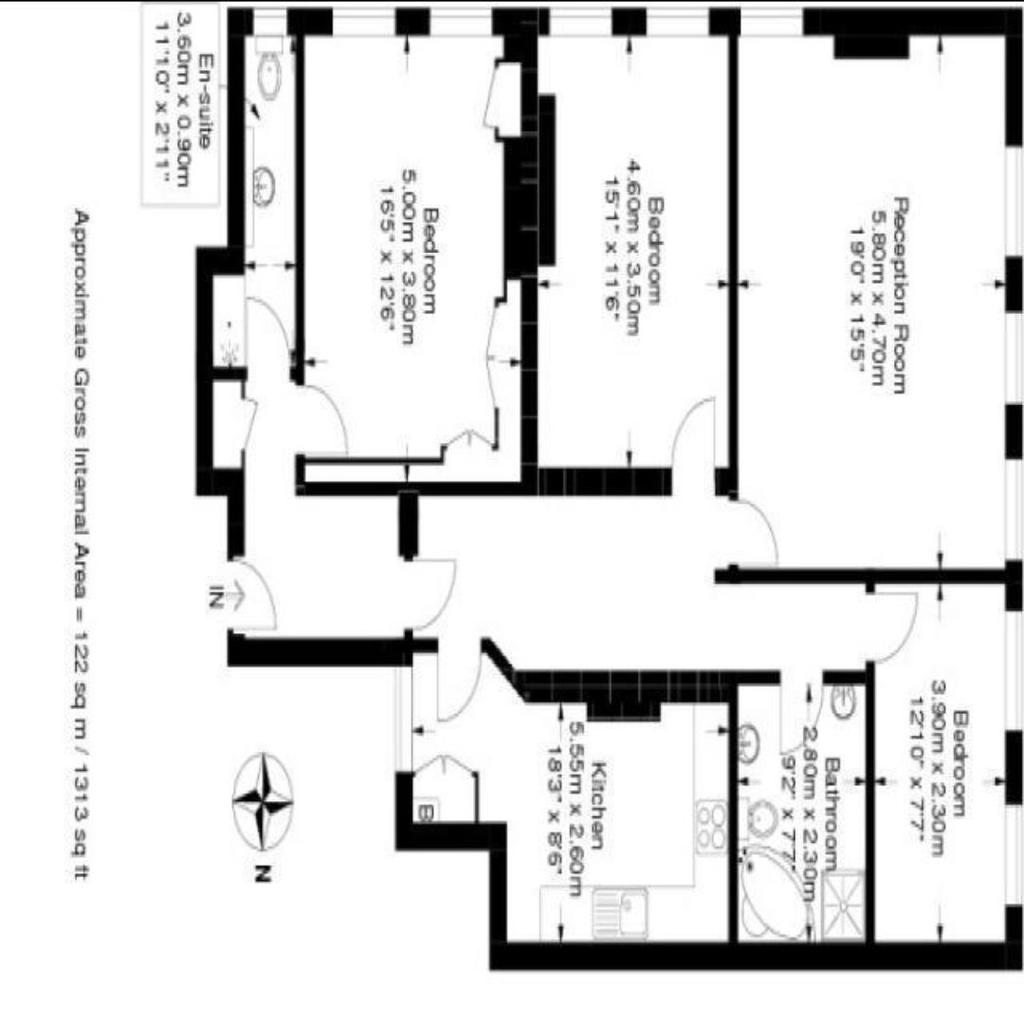 Reception Room
5.80m x 4.70m
19'0" x 15'5"
Bedroom
4.60m x 3.50m
15'1" x 11'6"
Bedroom
5.00m x 3.80m
16'5" x 12'6"
En-suite
3.60m x 0.90m
11'10" x 2'11"
Bedroom
3.90m x 2.30m
12'10" x 7'7"
Bathroom
2.80m x 2.30m
9'2" x 7'7"
Kitchen
5.55m x 2.60m
18'3" x 8'6"
B
IN
N
Approximate Gross Internal Area = 122 sq m / 1313 sq ft